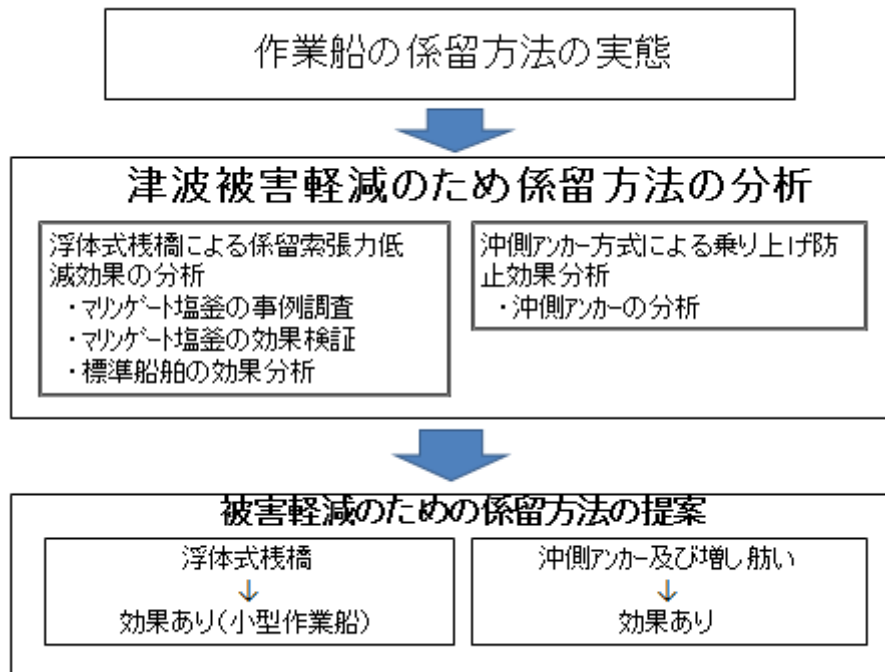 作業船の係留方法の実態
津波被害軽減のため係留方法の分析
浮体式桟橋による係留索張力低
減効果の分析
・マリンゲート塩釜の事例調査
・マリンゲート塩釜の効果検証
・標準船舶の効果分析
沖側アンカー方式による乗り上げ防
止効果分析
・沖側アンカーの分析
被害軽減のための係留方法の提案
浮体式桟橋
↓
効果あり(小型作業船)
沖側アンカー及び増し舫い
↓
効果あり